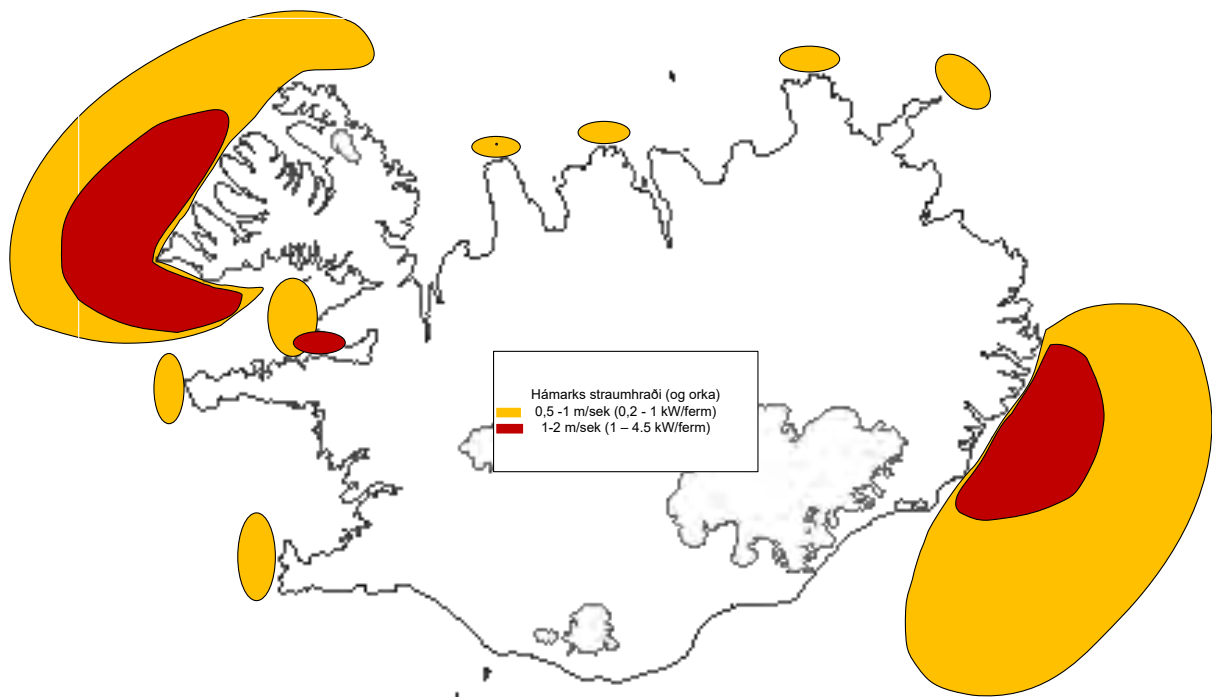 Hámarks straumhraði (og orka)
0,5 -1 m/sek (0,2 - 1 kW/ferm)
1-2 m/sek (1 – 4.5 kW/ferm)